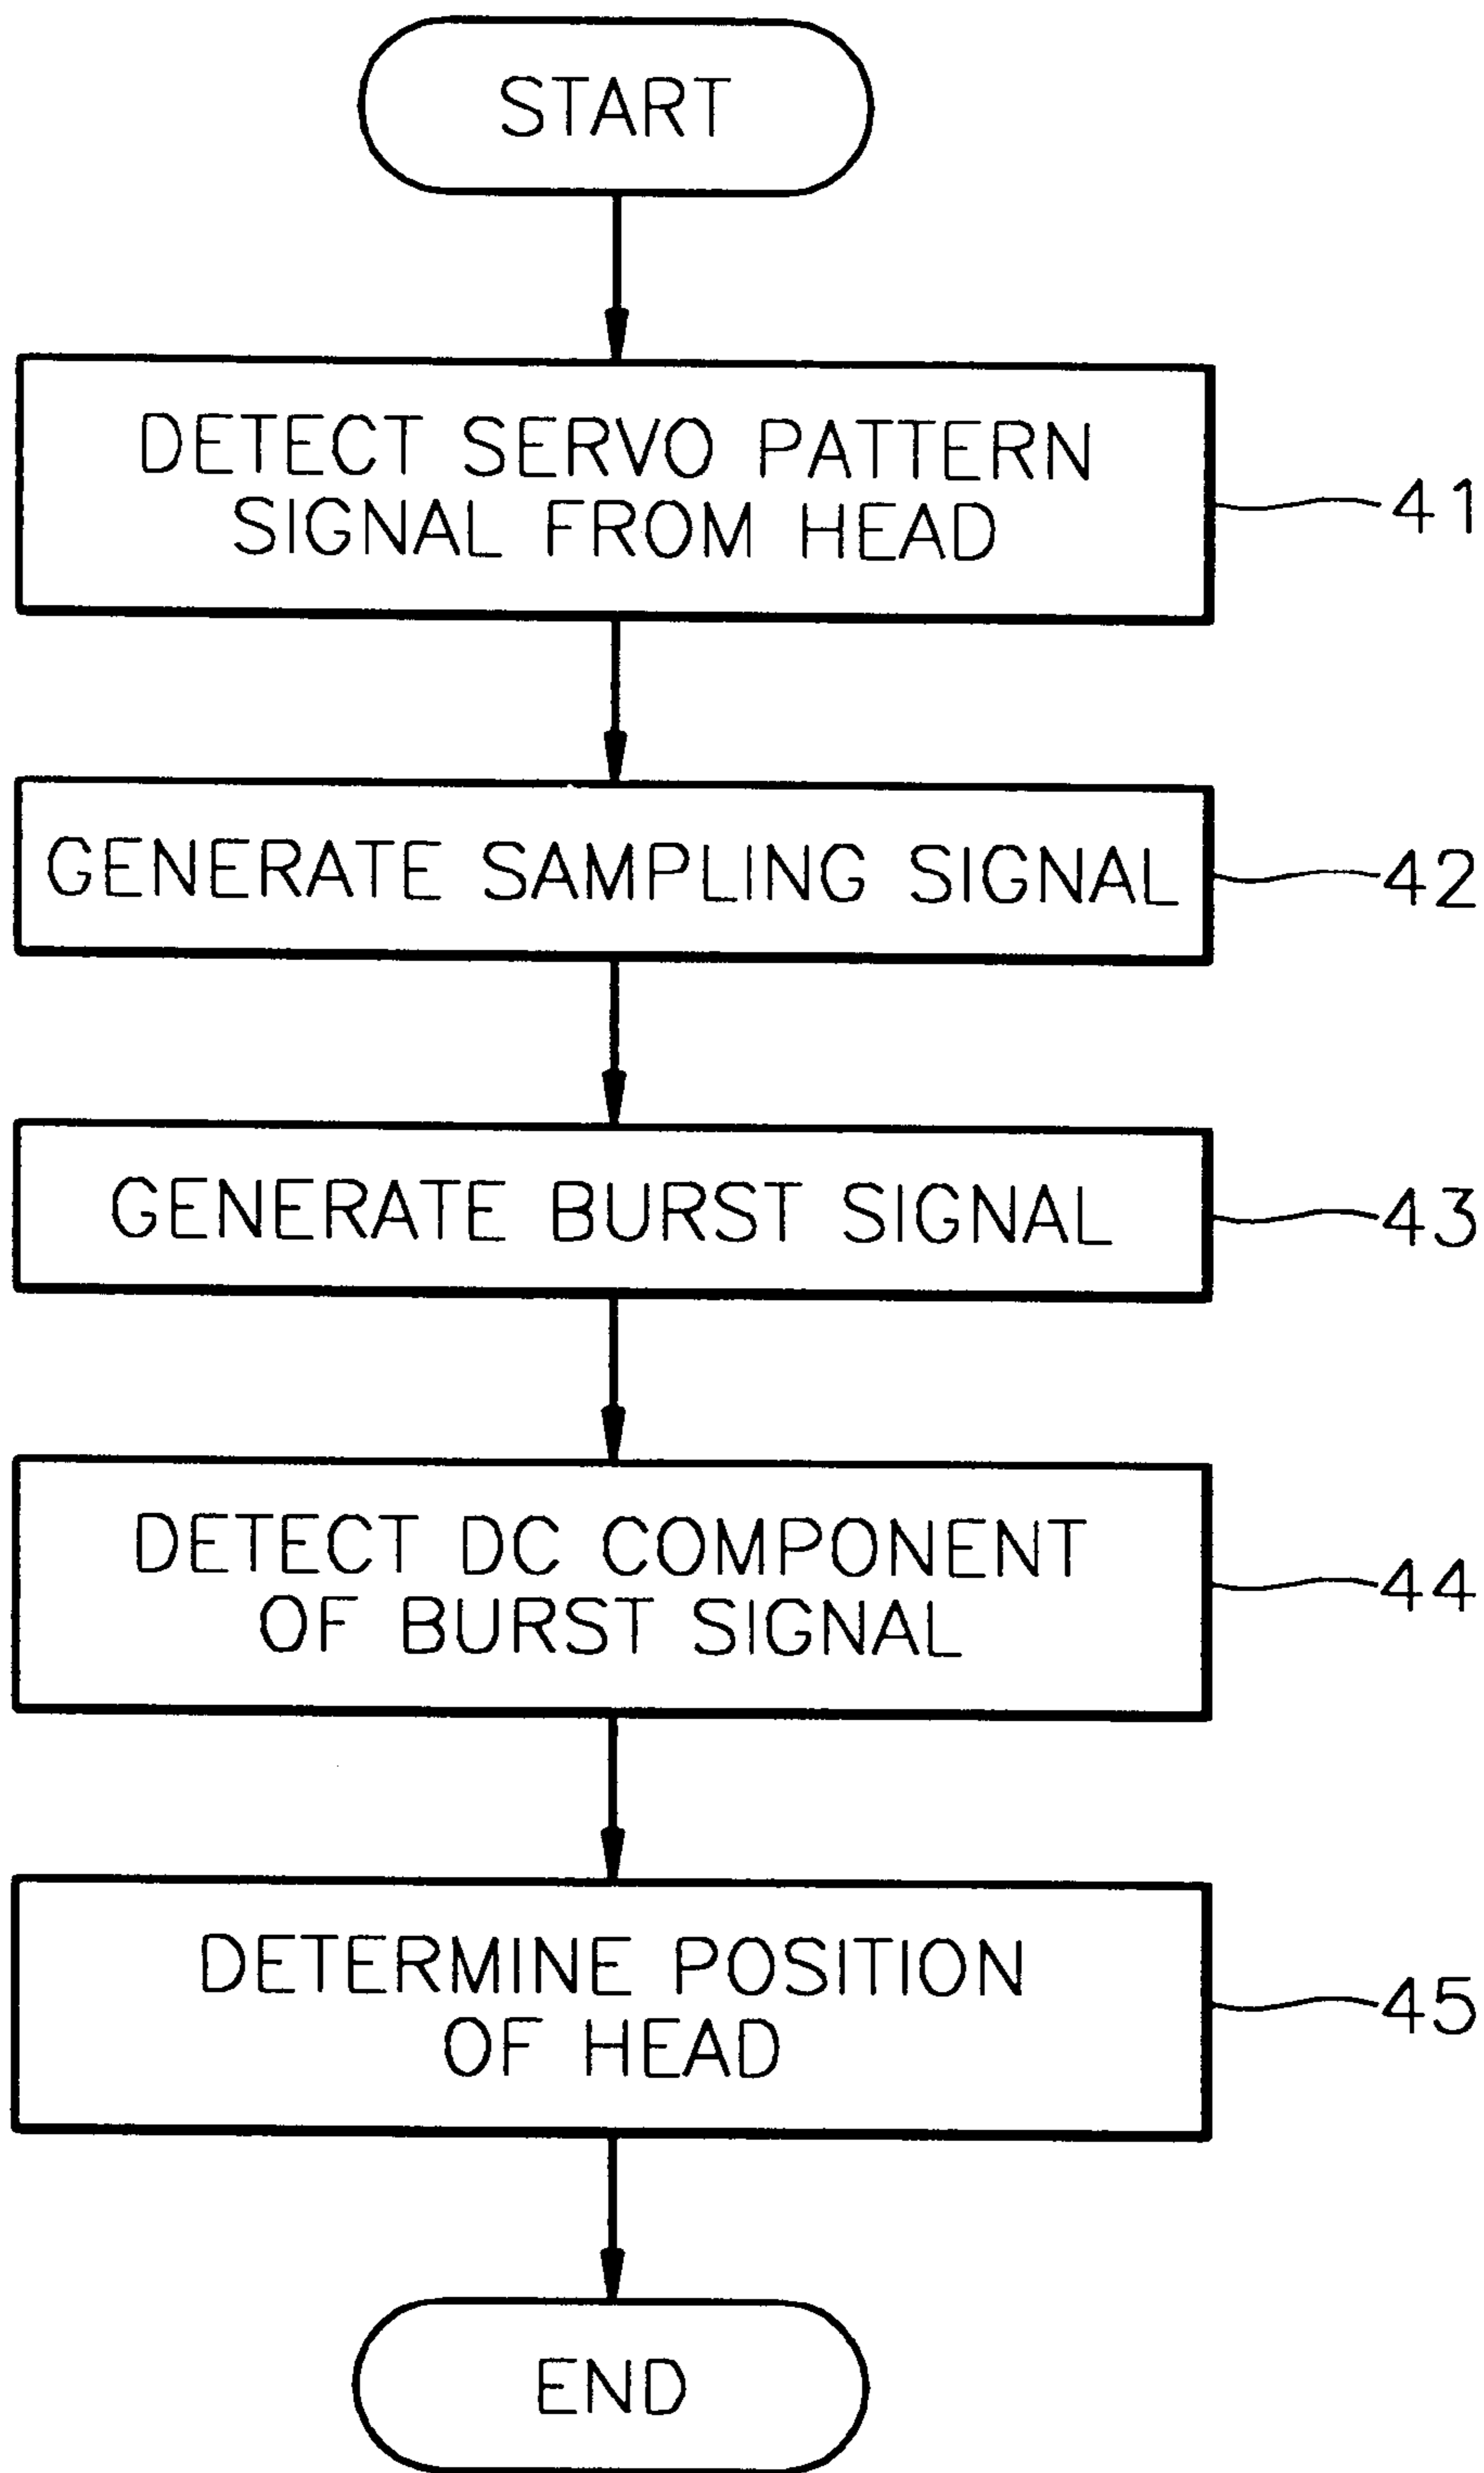 START
DETECT SERVO PATTERN
SIGNAL FROM HEAD
41
GENERATE SAMPLING SIGNAL
42
GENERATE BURST SIGNAL
43
DETECT DC COMPONENT
OF BURST SIGNAL
44
DETERMINE POSITION
OF HEAD
45
END